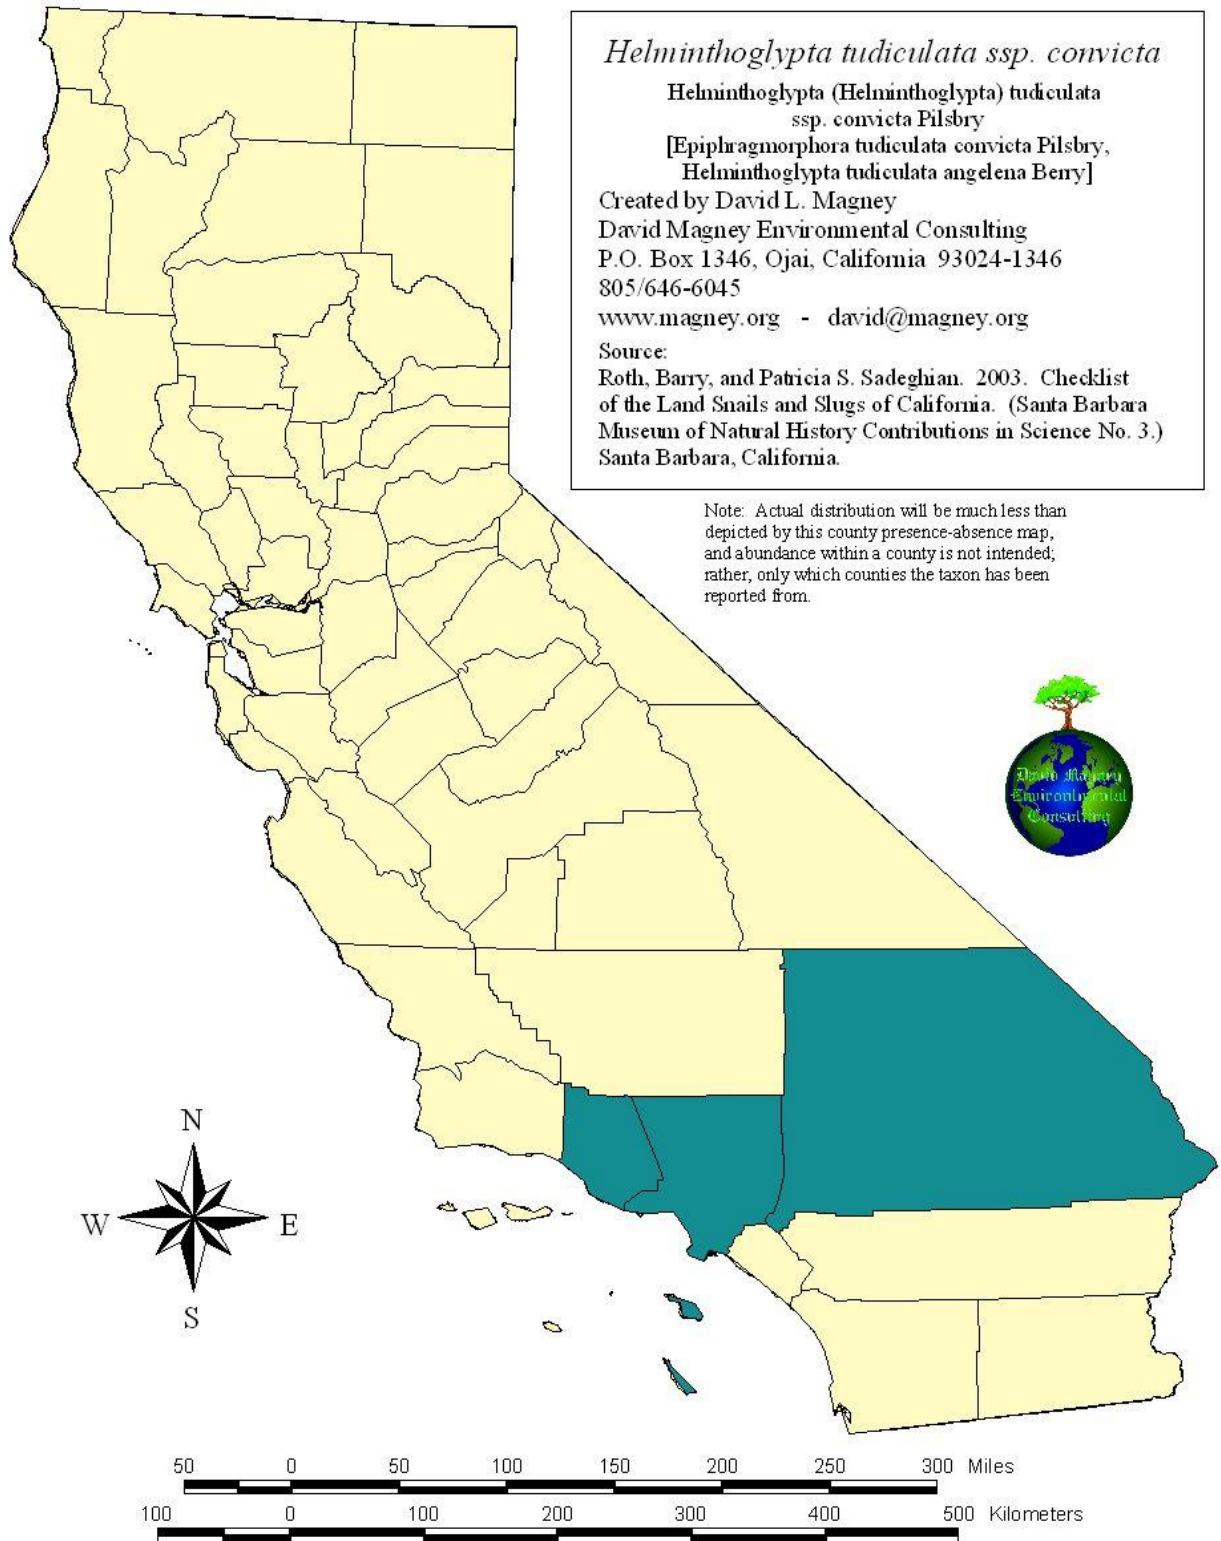 Helminthoglypta tudiculata ssp. convicta
Helminthoglypta (Helminthoglypta) tudiculata
ssp. convicta Pilsbry
[Epiphragmorphora tudiculata convicta Pilsbry,
Helminthoglypta tudiculata angelena Berry]
Created by David L. Magney
David Magney Environmental Consulting
P.O. Box 1346, Ojai, California 93024-1346
805/646-6045
www.magney.org - david@magney.org
Source:
Roth, Barry, and Patricia S. Sadeghian. 2003. Checklist
of the Land Snails and Slugs of California. (Santa Barbara
Museum of Natural History Contributions in Science No. 3.)
Santa Barbara, California.
Note: Actual distribution will be much less than
depicted by this county presence-absence map,
and abundance within a county is not intended;
rather, only which counties the taxon has been
reported from.
David Magney
Environmental
Consulting
N
W E
S
50 0 50 100 150 200 250 300 Miles
100 0 100 200 300 400 500 Kilometers